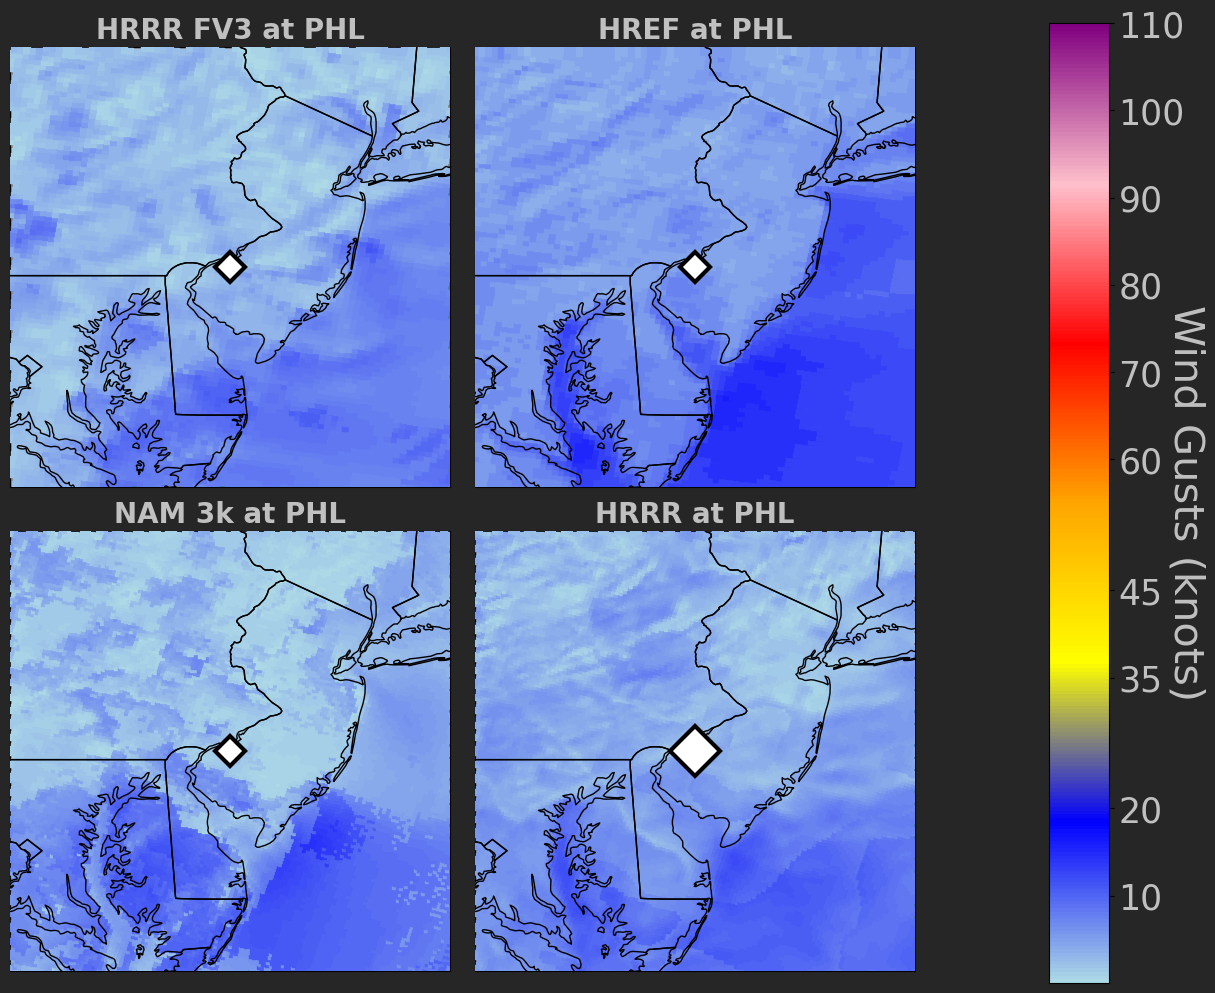 HRRR FV3 at PHL
HREF at PHL
NAM 3k at PHL
HRRR at PHL
110
100
90
80
70
60
45
35
20
10
Wind Gusts (knots)